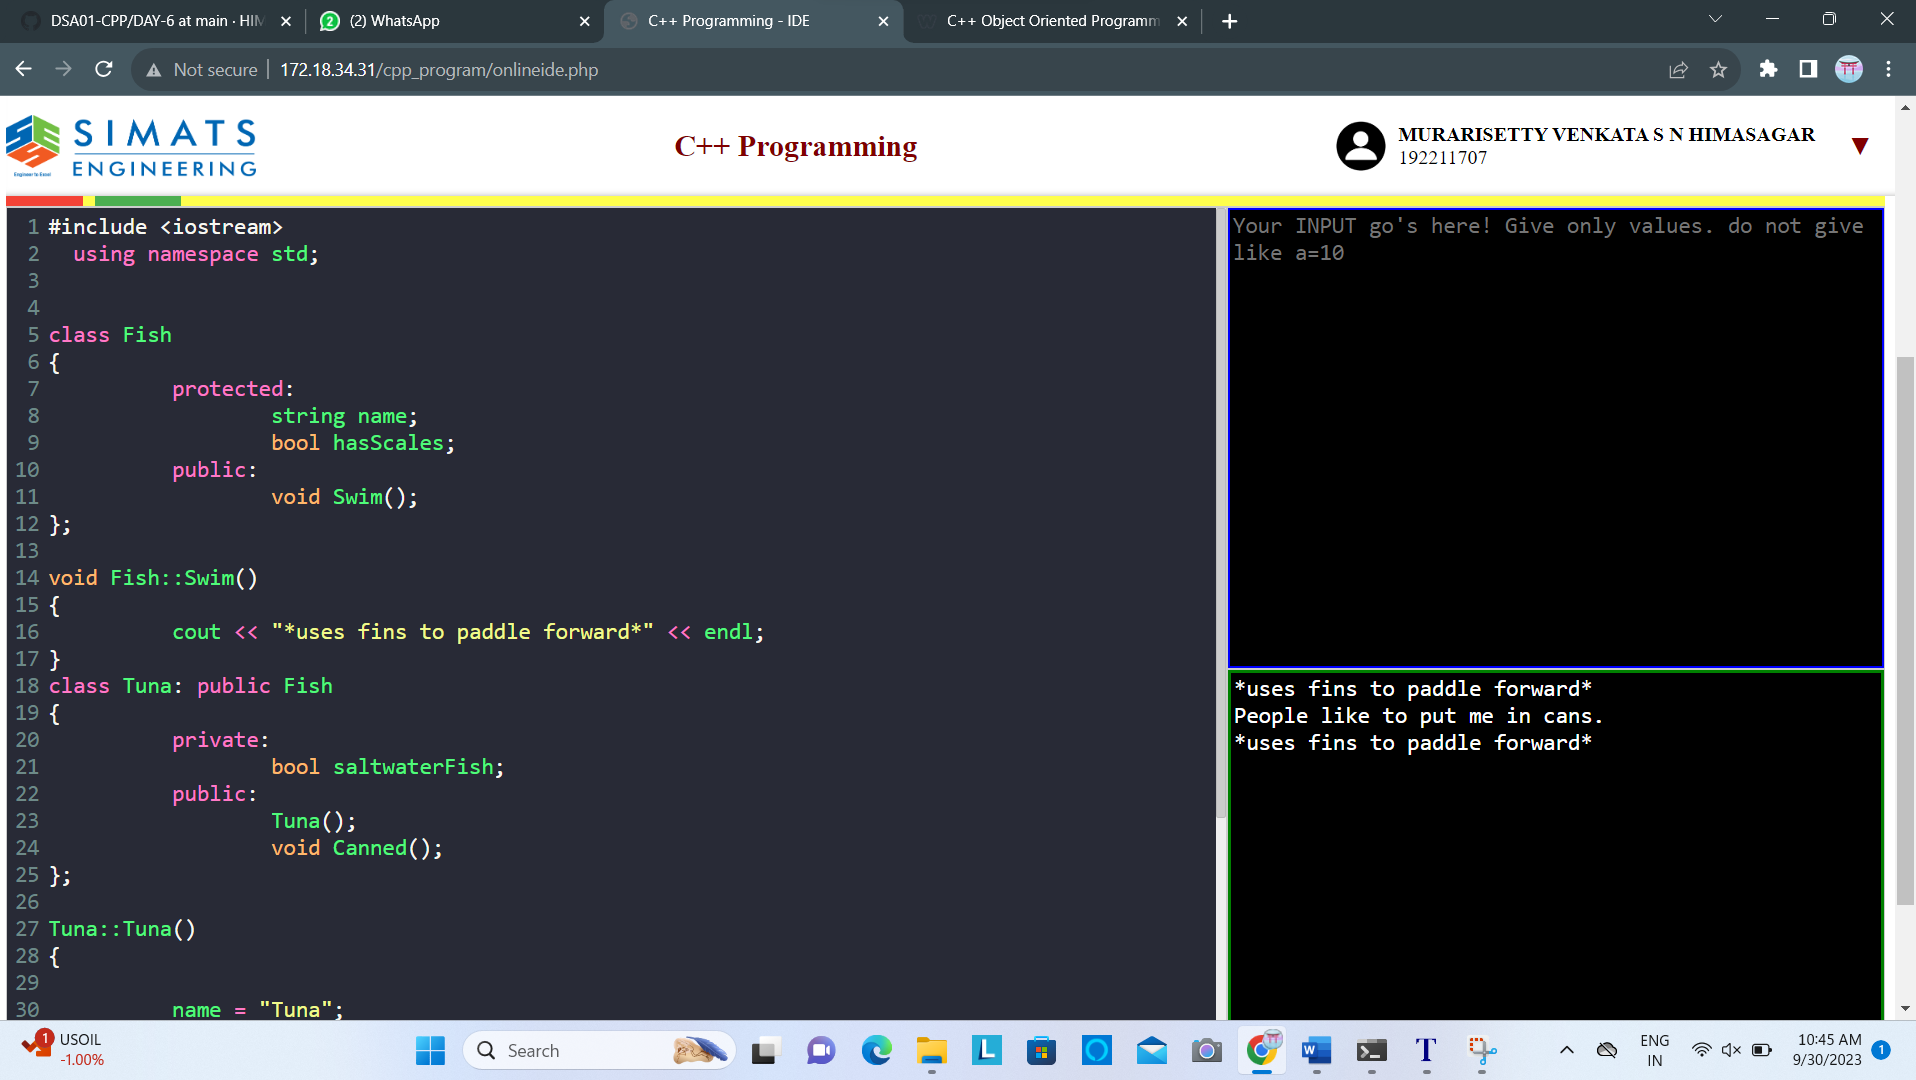 DSA01-CPP/DAY-6 at main · HIM
(2) WhatsApp
C++ Programming - IDE
C++ Object Oriented Programm
Not secure
172.18.34.31/cpp_program/onlineide.php
SIMATS
ENGINEERING
Engineer to Excel
C++ Programming
MURARISETTY VENKATA S N HIMASAGAR
192211707
1 #include <iostream>
2 using namespace std;
3
4
5 class Fish
6 {
7 protected:
8 string name;
9 bool hasScales;
10 public:
11 void Swim();
12 };
13
14 void Fish::Swim()
15 {
16 cout << "*uses fins to paddle forward*" << endl;
17 }
18 class Tuna: public Fish
19 {
20 private:
21 bool saltwaterFish;
22 public:
23 Tuna();
24 void Canned();
25 };
26
27 Tuna::Tuna()
28 {
29
30 name = "Tuna";
Your INPUT go's here! Give only values. do not give
like a=10
*uses fins to paddle forward*
People like to put me in cans.
*uses fins to paddle forward*
1
USOIL
-1.00%
Search
ENG
IN
10:45 AM
9/30/2023
1